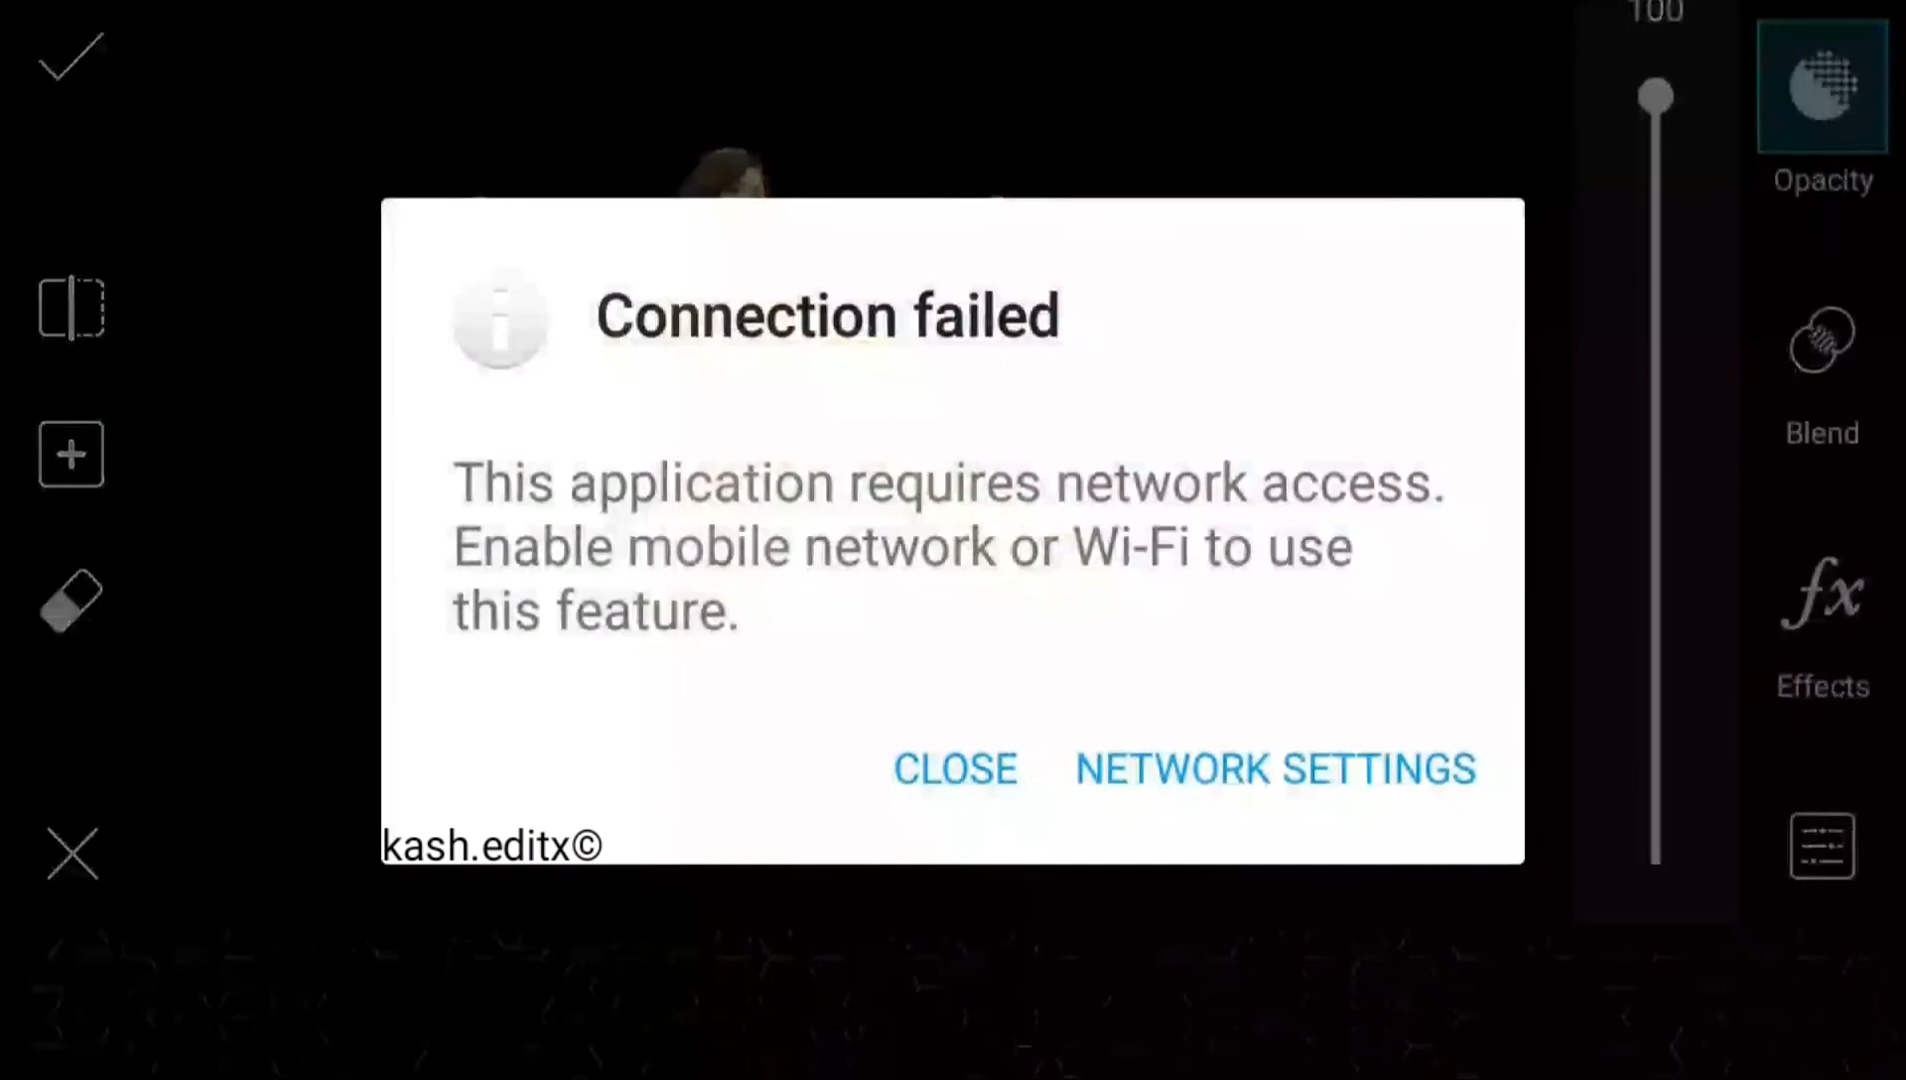 100
Opacity
Connection failed
This application requires network access.
Enable mobile network or Wi-Fi to use
this feature.
Blend
fx
Effects
CLOSE NETWORK SETTINGS
kash.editx©